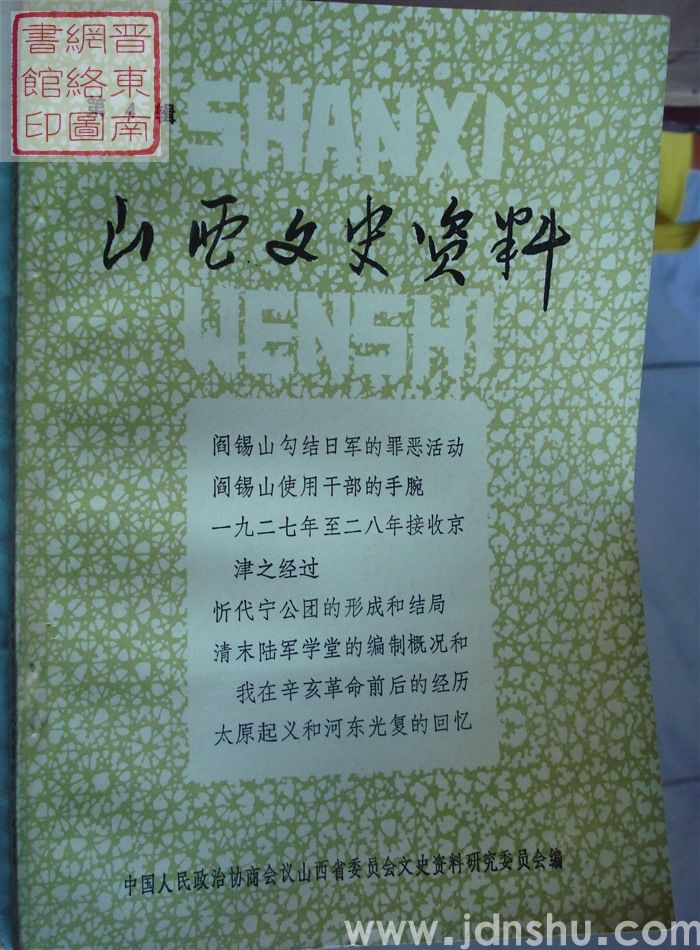 晋东南
網絡圖
書館印
第4辑
SHANXI
山西文史资料
WENSHI
阎锡山勾结日军的罪恶活动
阎锡山使用干部的手腕
一九二七年至二八年接收京
津之经过
忻代宁公团的形成和结局
清末陆军学堂的编制概况和
我在辛亥革命前后的经历
太原起义和河东光复的回忆
中国人民政治协商会议山西省委员会文史资料研究委员会编
www.jdnshu.com